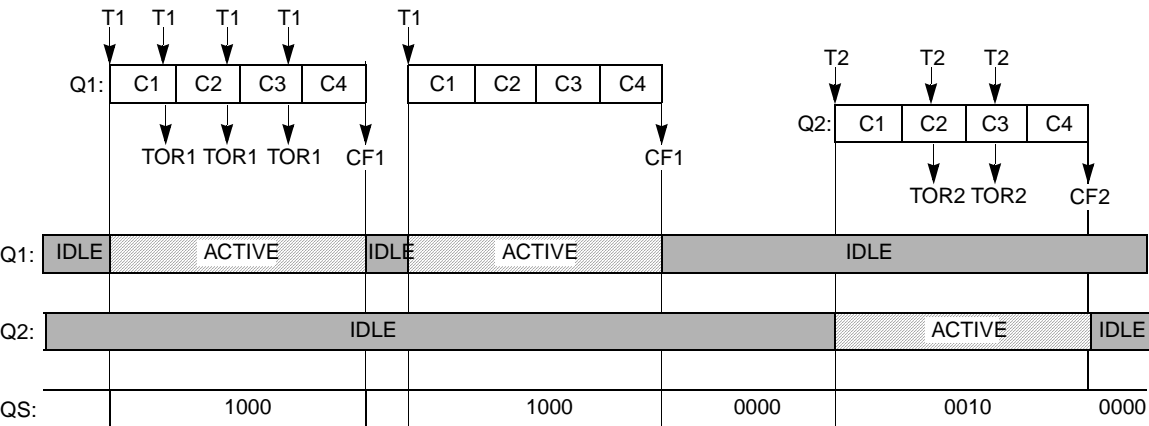 T1 T1 T1 T1 T1
T2 T2 T2
Q1: C1 C2 C3 C4 C1 C2 C3 C4
Q2: C1 C2 C3 C4
TOR1 TOR1 TOR1 CF1 CF1
TOR2 TOR2 CF2
Q1: IDLE ACTIVE IDLE ACTIVE IDLE
Q2: IDLE ACTIVE IDLE
QS: 1000 1000 0000 0010 0000